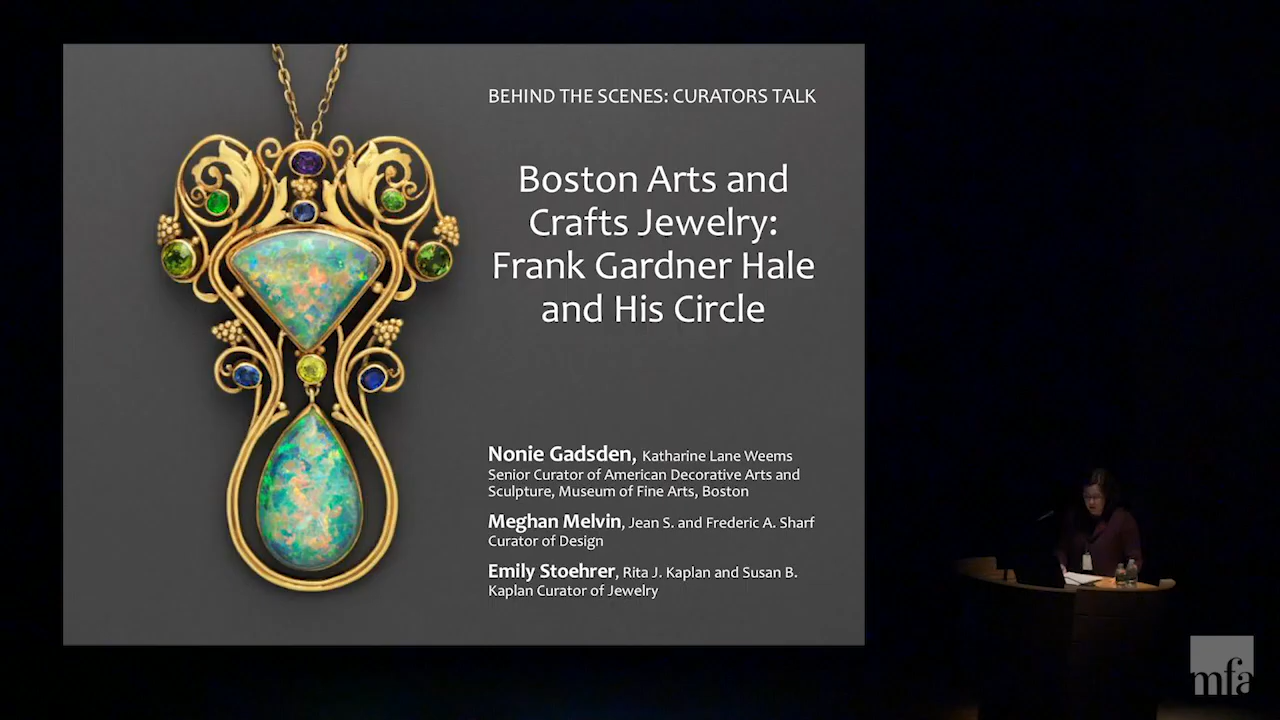 BEHIND THE SCENES: CURATORS TALK
Boston Arts and
Crafts Jewelry:
Frank Gardner Hale
and His Circle
Nonie Gadsden, Katharine Lane Weems
Senior Curator of American Decorative Arts and
Sculpture, Museum of Fine Arts, Boston
Meghan Melvin, Jean S. and Frederic A. Sharf
Curator of Design
Emily Stoehrer, Rita J. Kaplan and Susan B.
Kaplan Curator of Jewelry
mfa